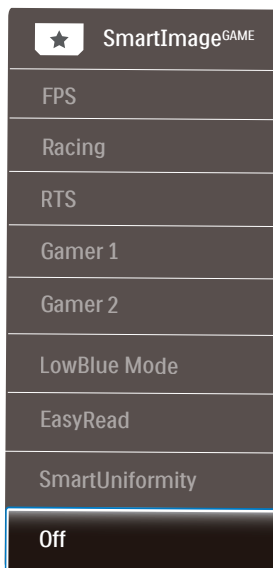 SmartImageGAME
FPS
Racing
RTS
Gamer 1
Gamer 2
LowBlue Mode
EasyRead
SmartUniformity
Off